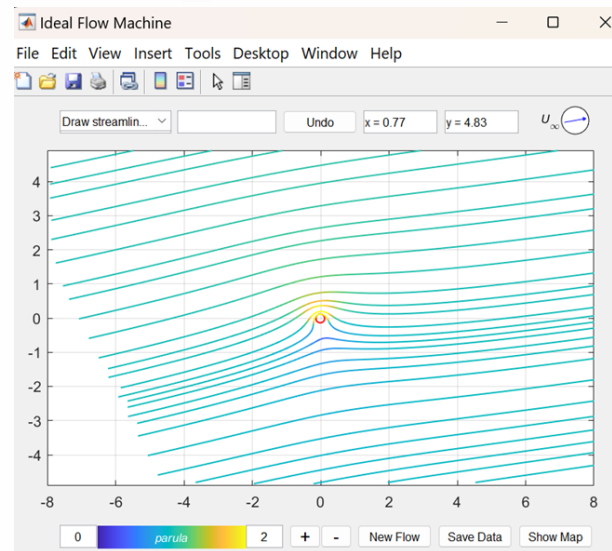 Ideal Flow Machine
File Edit View Insert Tools Desktop Window Help
Draw streamlin... Undo x = 0.77 y = 4.83 U∞
4
3
2
1
0
-1
-2
-3
-4
-8 -6 -4 -2 0 2 4 6 8
0 parula 2 + - New Flow Save Data Show Map